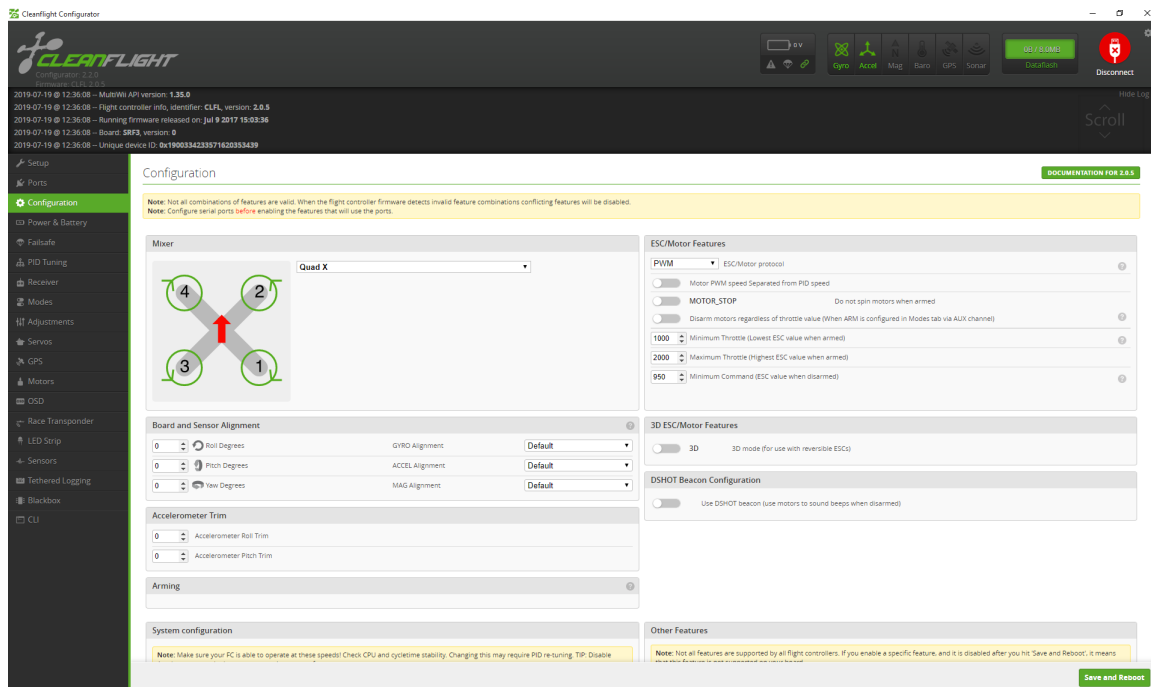 Cleanflight Configurator
CLEANFLIGHT
Configurator: 2.2.0
Firmware: CLFL 2.0.5
0 V
Gyro Accel Mag Baro GPS Sonar
Dataflash
Disconnect
2019-07-19 @ 12:36:08 -- MultiWii API version: 1.35.0
Hide Log
2019-07-19 @ 12:36:08 -- Flight controller info, identifier: CLFL, version: 2.0.5
2019-07-19 @ 12:36:08 -- Running firmware released on: Jul 9 2017 15:03:36
Scroll
2019-07-19 @ 12:36:08 -- Board: SRF3, version: 0
2019-07-19 @ 12:36:08 -- Unique device ID: 0x1900334233571620353439
Setup
Ports
Configuration
Power & Battery
Failsafe
PID Tuning
Receiver
Modes
Adjustments
Servos
GPS
Motors
OSD
Race Transponder
LED Strip
Sensors
Tethered Logging
Blackbox
CLI
Configuration
DOCUMENTATION FOR 2.0.5
Note: Not all combinations of features are valid. When the flight controller firmware detects invalid feature combinations conflicting features will be disabled.
Note: Configure serial ports before enabling the features that will use the ports.
Mixer
Quad X
4 2
3 1
ESC/Motor Features
PWM ESC/Motor protocol
Motor PWM speed Separated from PID speed
MOTOR_STOP Do not spin motors when armed
Disarm motors regardless of throttle value (When ARM is configured in Modes tab via AUX channel)
1000 Minimum Throttle (Lowest ESC value when armed)
2000 Maximum Throttle (Highest ESC value when armed)
950 Minimum Command (ESC value when disarmed)
Board and Sensor Alignment
0 Roll Degrees GYRO Alignment Default
0 Pitch Degrees ACCEL Alignment Default
0 Yaw Degrees MAG Alignment Default
3D ESC/Motor Features
3D 3D mode (for use with reversible ESCs)
DSHOT Beacon Configuration
Use DSHOT beacon (use motors to sound beeps when disarmed)
Accelerometer Trim
0 Accelerometer Roll Trim
0 Accelerometer Pitch Trim
Arming
System configuration
Note: Make sure your FC is able to operate at these speeds! Check CPU and cycletime stability. Changing this may require PID re-tuning. TIP: Disable
Other Features
Note: Not all features are supported by all flight controllers. If you enable a specific feature, and it is disabled after you hit 'Save and Reboot', it means
Save and Reboot